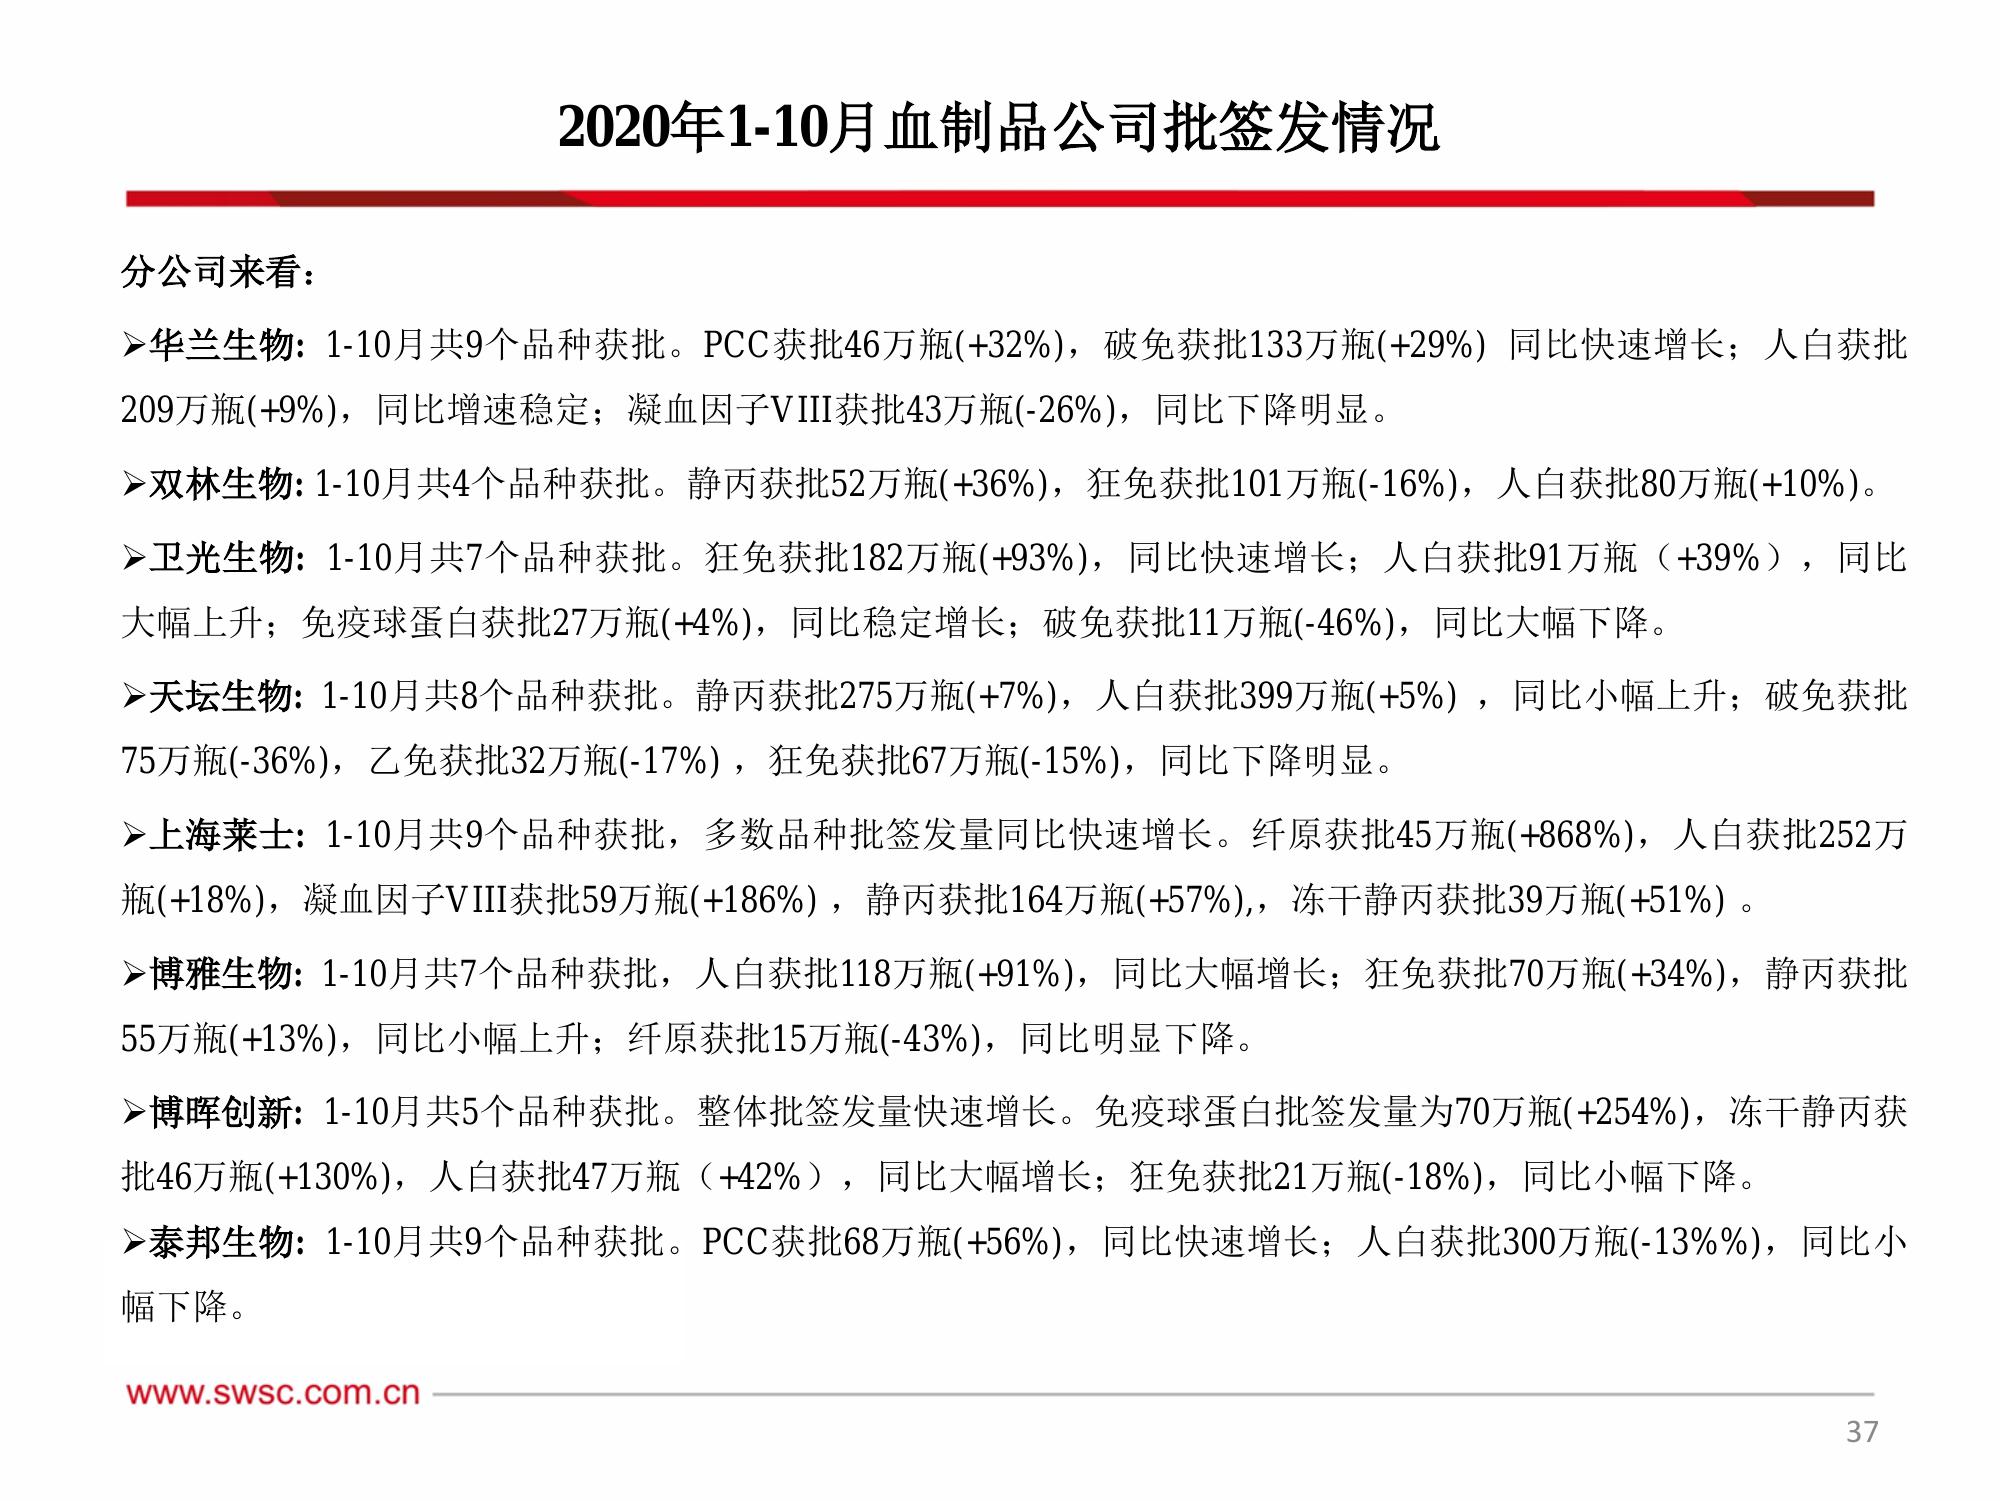 2020年1-10月血制品公司批签发情况
分公司来看：
➢华兰生物：1-10月共9个品种获批。PCC获批46万瓶(+32%)，破免获批133万瓶(+29%) 同比快速增长；人白获批
209万瓶(+9%)，同比增速稳定；凝血因子VIII获批43万瓶(-26%)，同比下降明显。
➢双林生物：1-10月共4个品种获批。静丙获批52万瓶(+36%)，狂免获批101万瓶(-16%)，人白获批80万瓶(+10%)。
➢卫光生物：1-10月共7个品种获批。狂免获批182万瓶(+93%)，同比快速增长；人白获批91万瓶（+39%），同比
大幅上升；免疫球蛋白获批27万瓶(+4%)，同比稳定增长；破免获批11万瓶(-46%)，同比大幅下降。
➢天坛生物：1-10月共8个品种获批。静丙获批275万瓶(+7%)，人白获批399万瓶(+5%) ，同比小幅上升；破免获批
75万瓶(-36%)，乙免获批32万瓶(-17%) ，狂免获批67万瓶(-15%)，同比下降明显。
➢上海莱士：1-10月共9个品种获批，多数品种批签发量同比快速增长。纤原获批45万瓶(+868%)，人白获批252万
瓶(+18%)，凝血因子VIII获批59万瓶(+186%) ，静丙获批164万瓶(+57%),，冻干静丙获批39万瓶(+51%) 。
➢博雅生物：1-10月共7个品种获批，人白获批118万瓶(+91%)，同比大幅增长；狂免获批70万瓶(+34%)，静丙获批
55万瓶(+13%)，同比小幅上升；纤原获批15万瓶(-43%)，同比明显下降。
➢博晖创新：1-10月共5个品种获批。整体批签发量快速增长。免疫球蛋白批签发量为70万瓶(+254%)，冻干静丙获
批46万瓶(+130%)，人白获批47万瓶（+42%），同比大幅增长；狂免获批21万瓶(-18%)，同比小幅下降。
➢泰邦生物：1-10月共9个品种获批。PCC获批68万瓶(+56%)，同比快速增长；人白获批300万瓶(-13%%)，同比小
幅下降。
www.swsc.com.cn
37